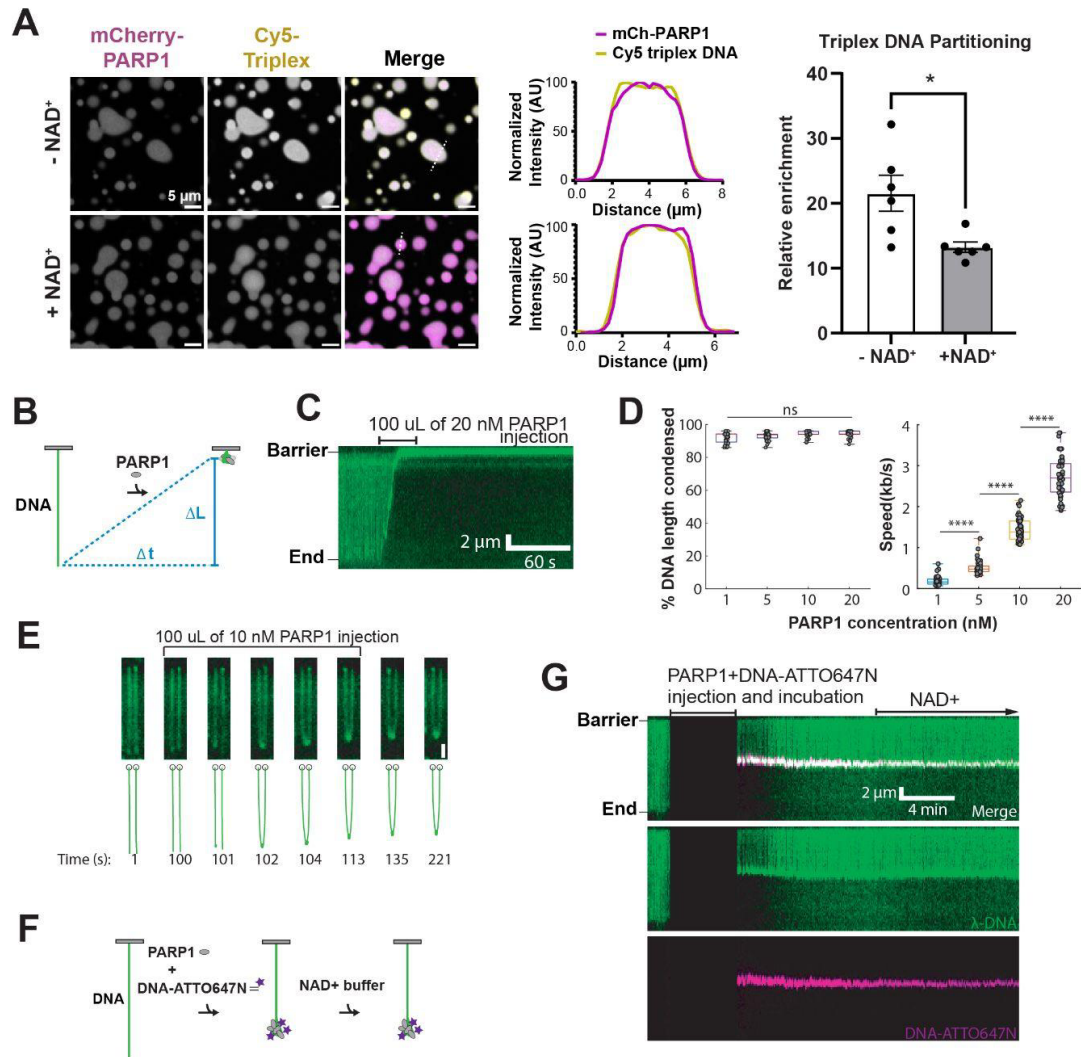 A
mCherry-
PARP1
Cy5-
Triplex
Merge
- NAD⁺
5 µm
+ NAD⁺
mCh-PARP1
Cy5 triplex DNA
Normalized
Intensity (AU)
100
50
0
0.0
2
4
6
8
Distance (µm)
Normalized
Intensity (AU)
100
50
0
0.0
2
4
6
Distance (µm)
Triplex DNA Partitioning
*
Relative enrichment
40
30
20
10
0
- NAD⁺
+NAD⁺
B
PARP1
DNA
ΔL
Δt
C
100 uL of 20 nM PARP1
injection
Barrier
End
2 µm
60 s
D
ns
% DNA length condensed
100
80
60
40
20
0
1
5
10
20
****
****
****
Speed(kb/s)
4
3
2
1
0
1
5
10
20
PARP1 concentration (nM)
E
100 uL of 10 nM PARP1 injection
Time (s):
1
100
101
102
104
113
135
221
F
PARP1
+
DNA-ATTO647N
DNA
NAD+ buffer
G
PARP1+DNA-ATTO647N
injection and incubation
NAD+
Barrier
End
2 µm
4 min
Merge
λ-DNA
DNA-ATTO647N